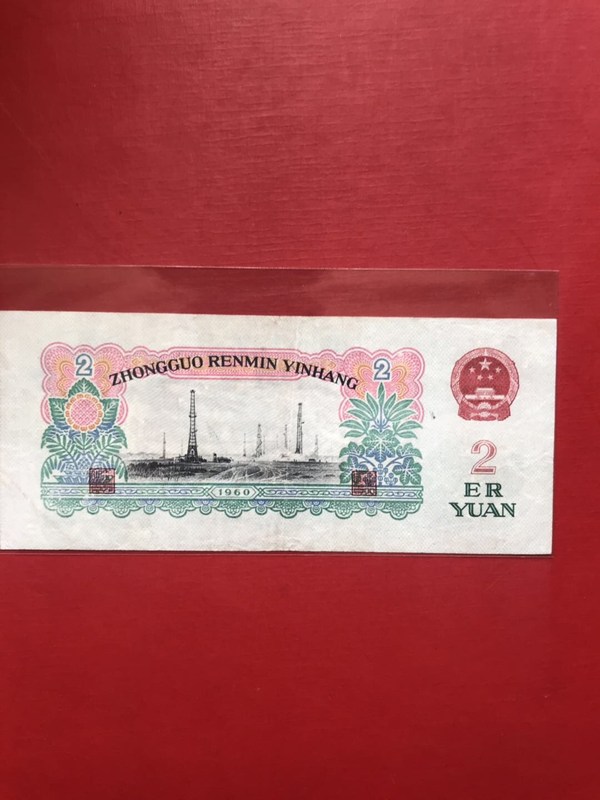 2
ZHONGGUO RENMIN YINHANG
2
1960
2
ER
YUAN